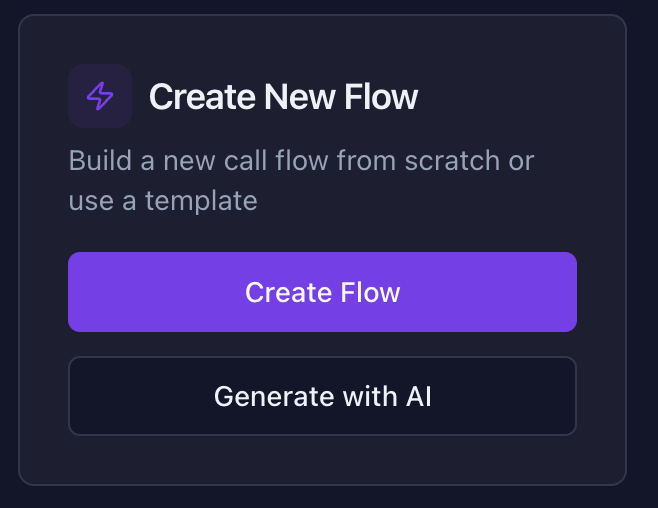 Create New Flow
Build a new call flow from scratch or
use a template
Create Flow
Generate with AI